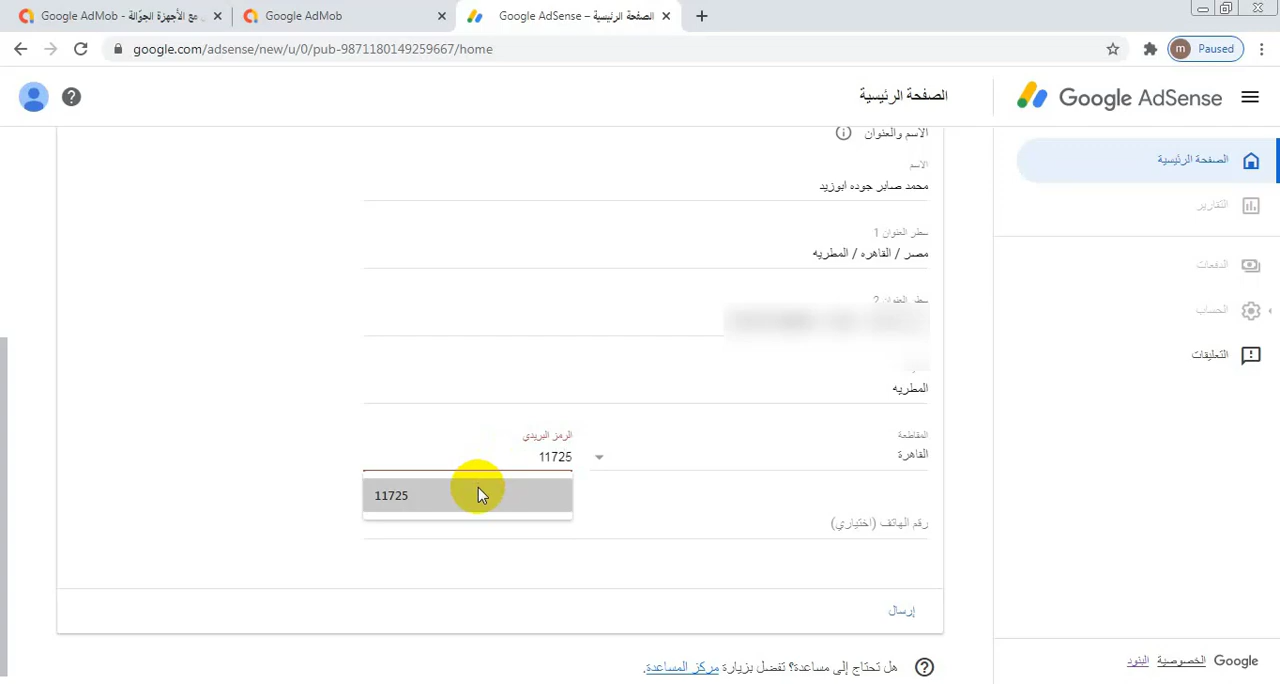 Google AdMob - مع الأجهزة الجوّالة
Google AdMob
Google AdSense – الصفحة الرئيسية
google.com/adsense/new/u/0/pub-9871180149259667/home
m Paused
الصفحة الرئيسية
Google AdSense
الصفحة الرئيسية
التقارير
الدفعات
الحساب
التعليقات
الاسم والعنوان
الاسم
محمد صابر جوده ابوزيد
سطر العنوان 1
مصر / القاهره / المطريه
سطر العنوان 2
المطريه
المقاطعة
القاهرة
الرمز البريدي
11725
11725
رقم الهاتف (اختياري)
إرسال
هل تحتاج إلى مساعدة؟ تفضل بزيارة مركز المساعدة.
Google الخصوصية البنود